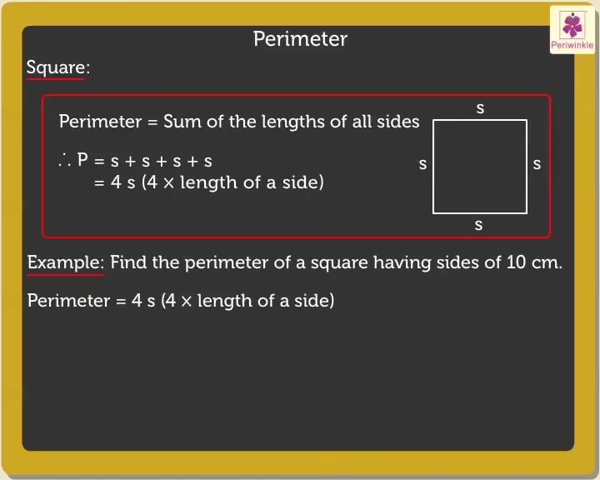 Perimeter
Periwinkle
Square:
Perimeter = Sum of the lengths of all sides
∴ P = s + s + s + s
= 4 s (4 × length of a side)
s
s
s
s
Example: Find the perimeter of a square having sides of 10 cm.
Perimeter = 4 s (4 × length of a side)